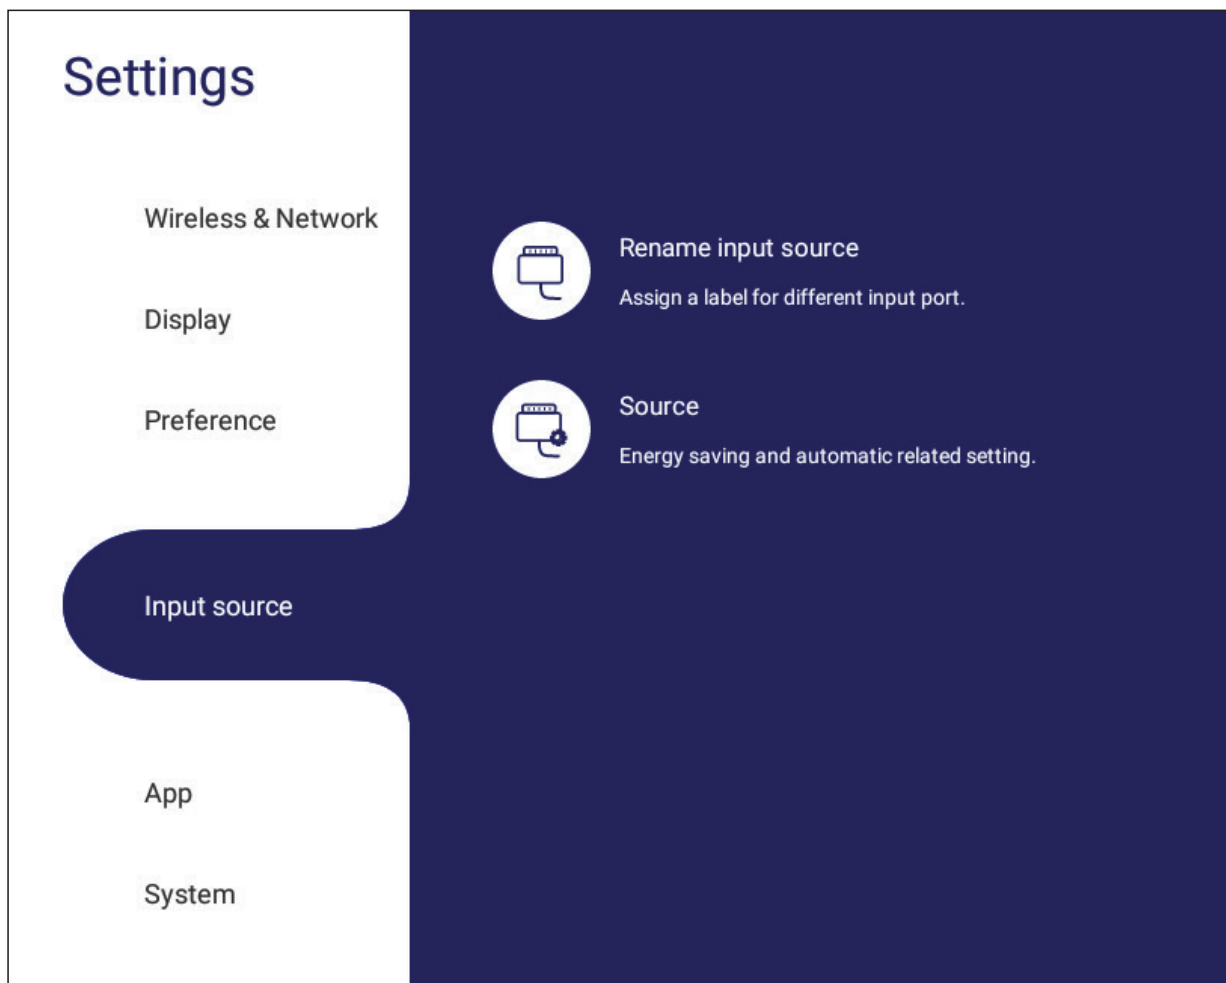 Settings
Wireless & Network
Display
Preference
Input source
App
System
Rename input source
Assign a label for different input port.
Source
Energy saving and automatic related setting.